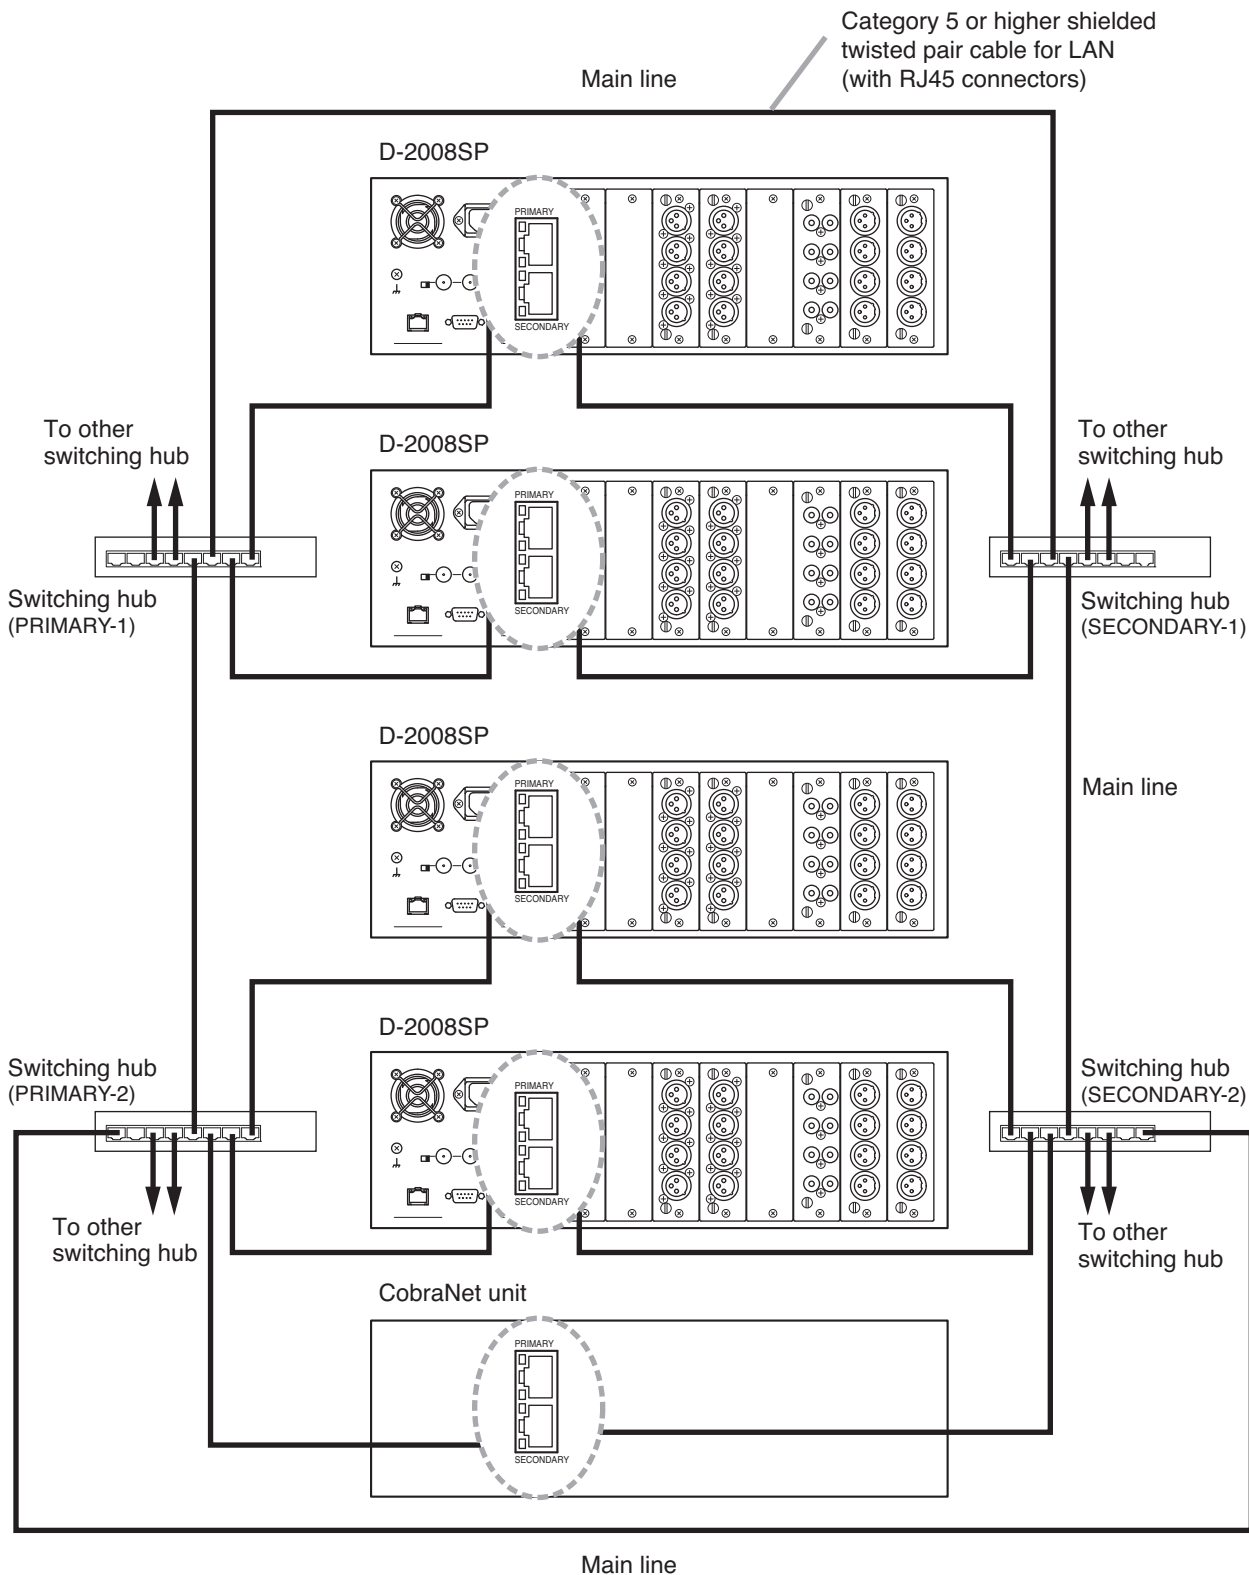 Category 5 or higher shielded
twisted pair cable for LAN
(with RJ45 connectors)
Main line
D-2008SP
PRIMARY
SECONDARY
To other
switching hub
D-2008SP
To other
switching hub
PRIMARY
SECONDARY
Switching hub
(PRIMARY-1)
Switching hub
(SECONDARY-1)
D-2008SP
PRIMARY
SECONDARY
Main line
D-2008SP
PRIMARY
SECONDARY
Switching hub
(PRIMARY-2)
Switching hub
(SECONDARY-2)
To other
switching hub
To other
switching hub
CobraNet unit
PRIMARY
SECONDARY
Main line